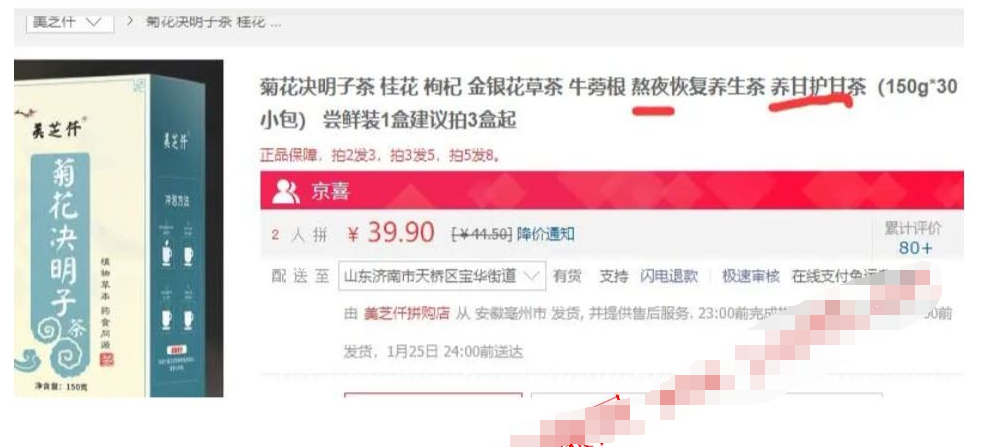 美芝仟 > 菊花决明子茶 桂花 ...
菊花决明子茶 桂花 枸杞 金银花草茶 牛蒡根 熬夜恢复养生茶 养甘护甘茶（150g*30
小包） 尝鲜装1盒建议拍3盒起
正品保障，拍2发3，拍3发5，拍5发8。
京喜
2 人 拼 ￥ 39.90 [￥44.50] 降价通知
累计评价
80+
配 送 至 山东济南市天桥区宝华街道 有货 支持 闪电退款 极速审核 在线支付免运
由 美芝仟拼购店 从 安徽亳州市 发货, 并提供售后服务. 23:00前完成 00前
发货，1月25日 24:00前送达
美芝仟
菊花决明子
茶
植物草本 药食同源
净含量：150克
美芝仟
冲泡方法